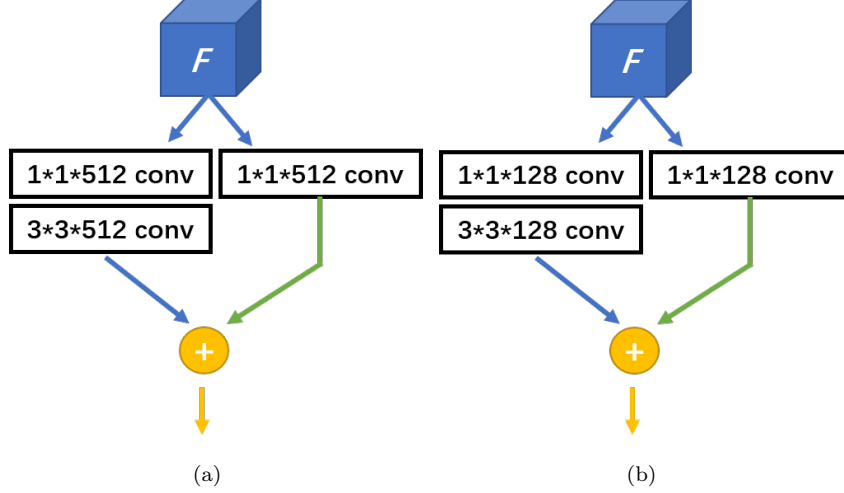 F
F
1*1*512 conv
1*1*512 conv
1*1*128 conv
1*1*128 conv
3*3*512 conv
3*3*128 conv
+
+
(a)
(b)